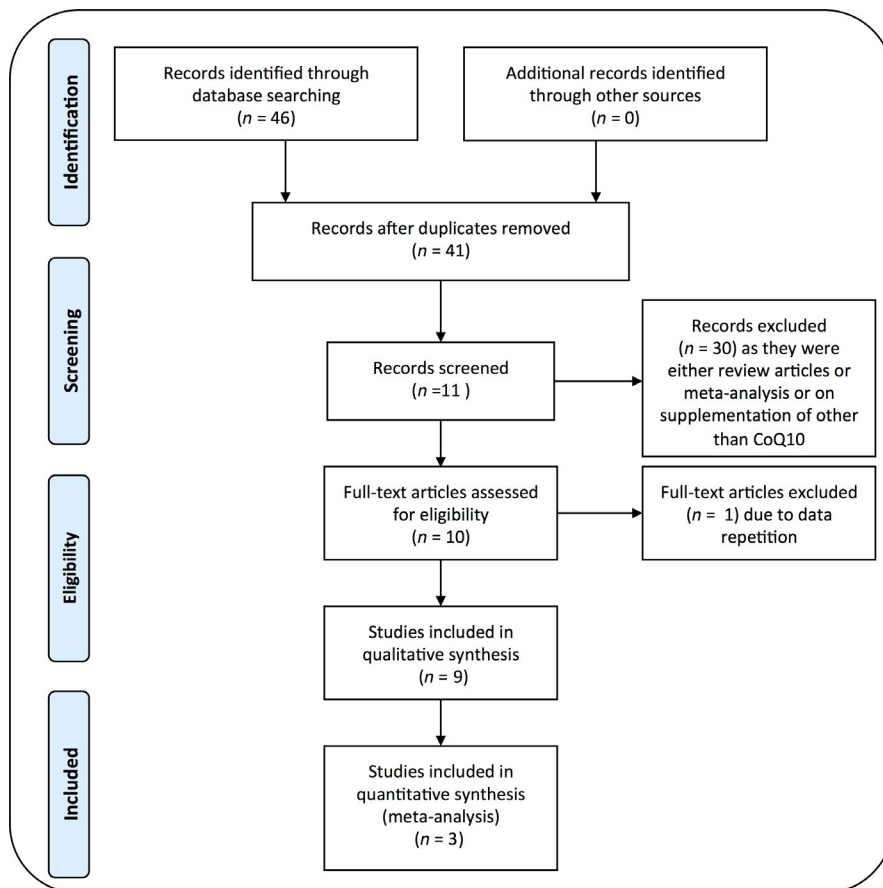 Identification
Records identified through
database searching
(n = 46)
Additional records identified
through other sources
(n = 0)
Records after duplicates removed
(n = 41)
Screening
Records screened
(n =11 )
Records excluded
(n = 30) as they were
either review articles or
meta-analysis or on
supplementation of other
than CoQ10
Eligibility
Full-text articles assessed
for eligibility
(n = 10)
Full-text articles excluded
(n = 1) due to data
repetition
Studies included in
qualitative synthesis
(n = 9)
Included
Studies included in
quantitative synthesis
(meta-analysis)
(n = 3)